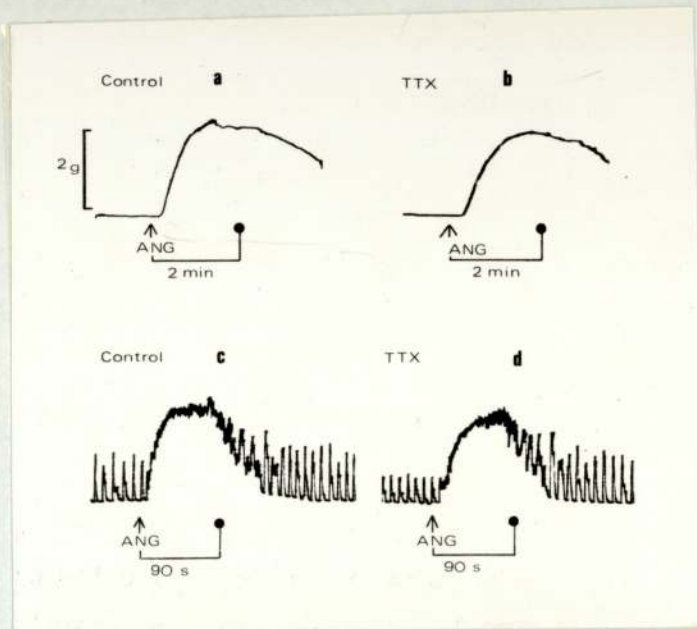 Control a
TTX b
2g
ANG
2 min
ANG
2 min
Control c
TTX d
ANG
90 s
ANG
90 s